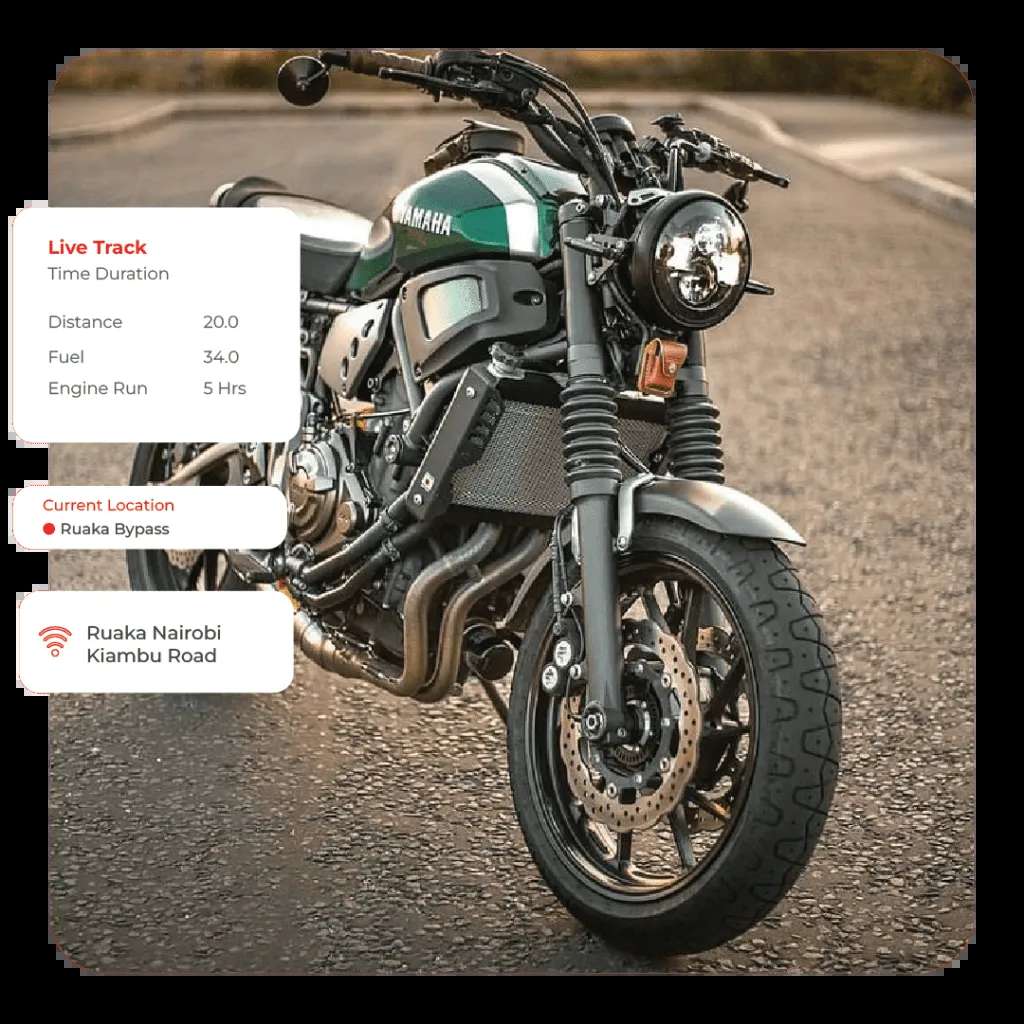 YAMAHA
Live Track
Time Duration
Distance 20.0
Fuel 34.0
Engine Run 5 Hrs
Current Location
Ruaka Bypass
Ruaka Nairobi
Kiambu Road